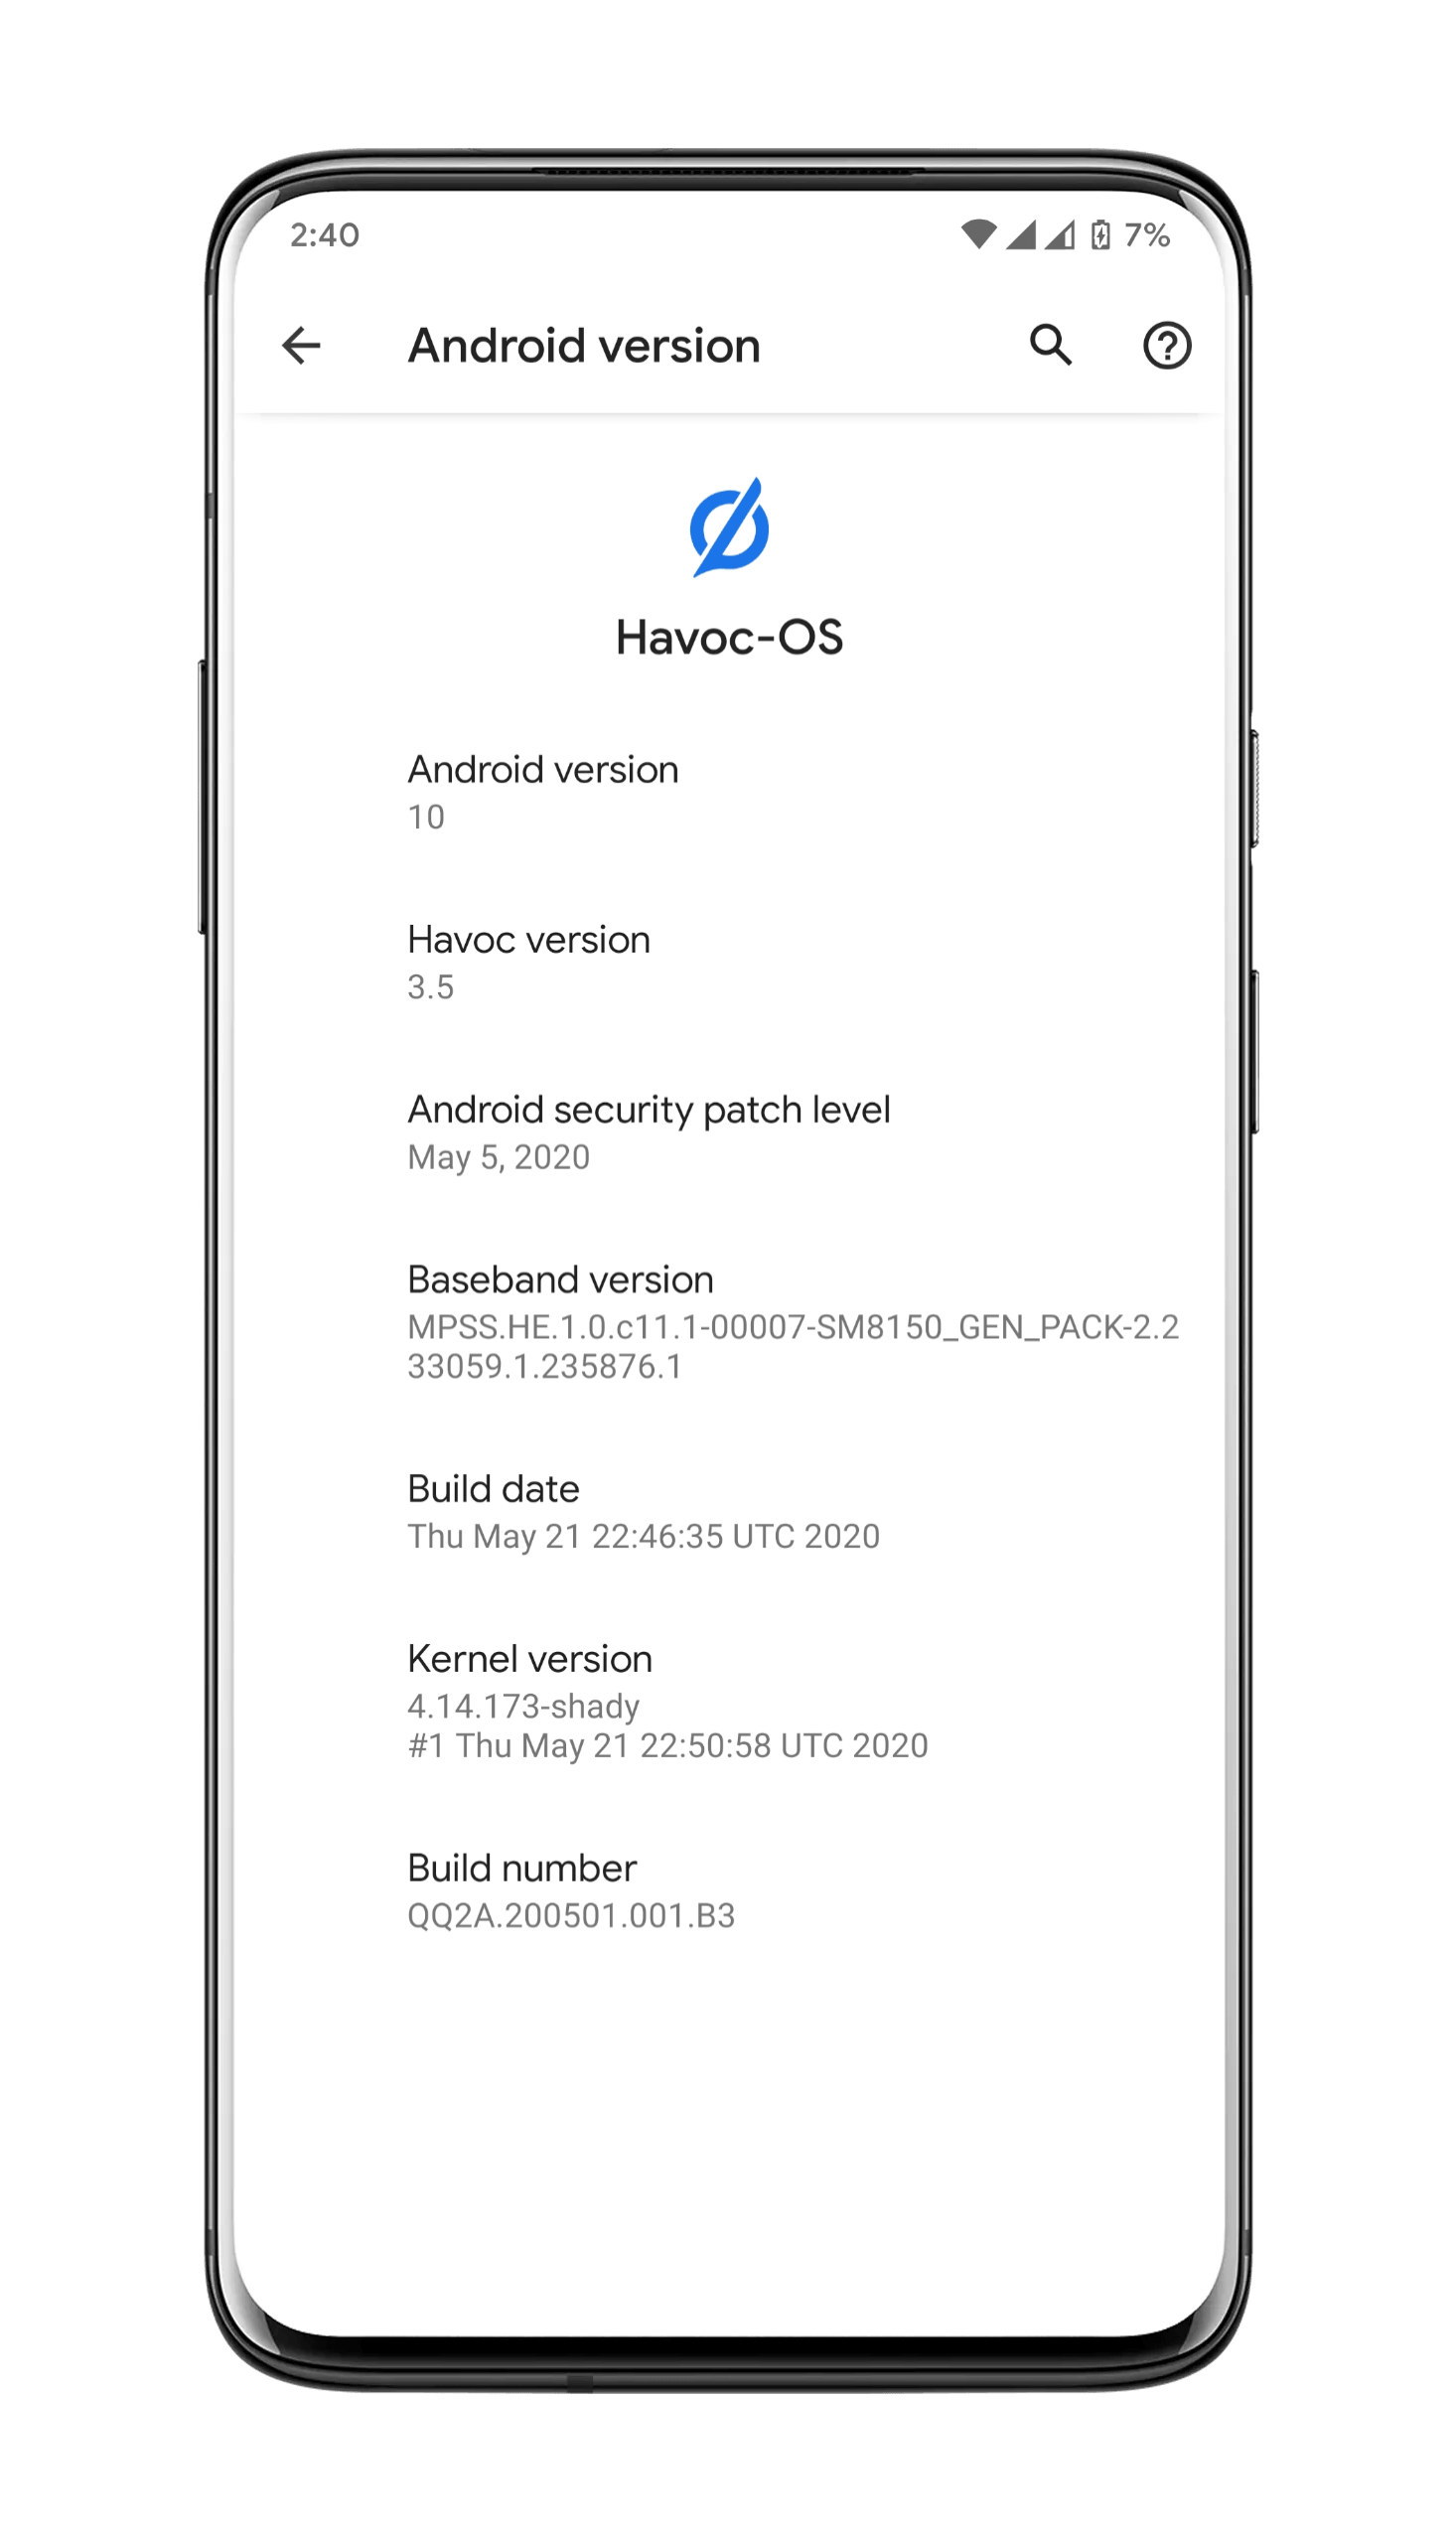 2:40
7%
Android version
Havoc-OS
Android version
10
Havoc version
3.5
Android security patch level
May 5, 2020
Baseband version
MPSS.HE.1.0.c11.1-00007-SM8150_GEN_PACK-2.2
33059.1.235876.1
Build date
Thu May 21 22:46:35 UTC 2020
Kernel version
4.14.173-shady
#1 Thu May 21 22:50:58 UTC 2020
Build number
QQ2A.200501.001.B3